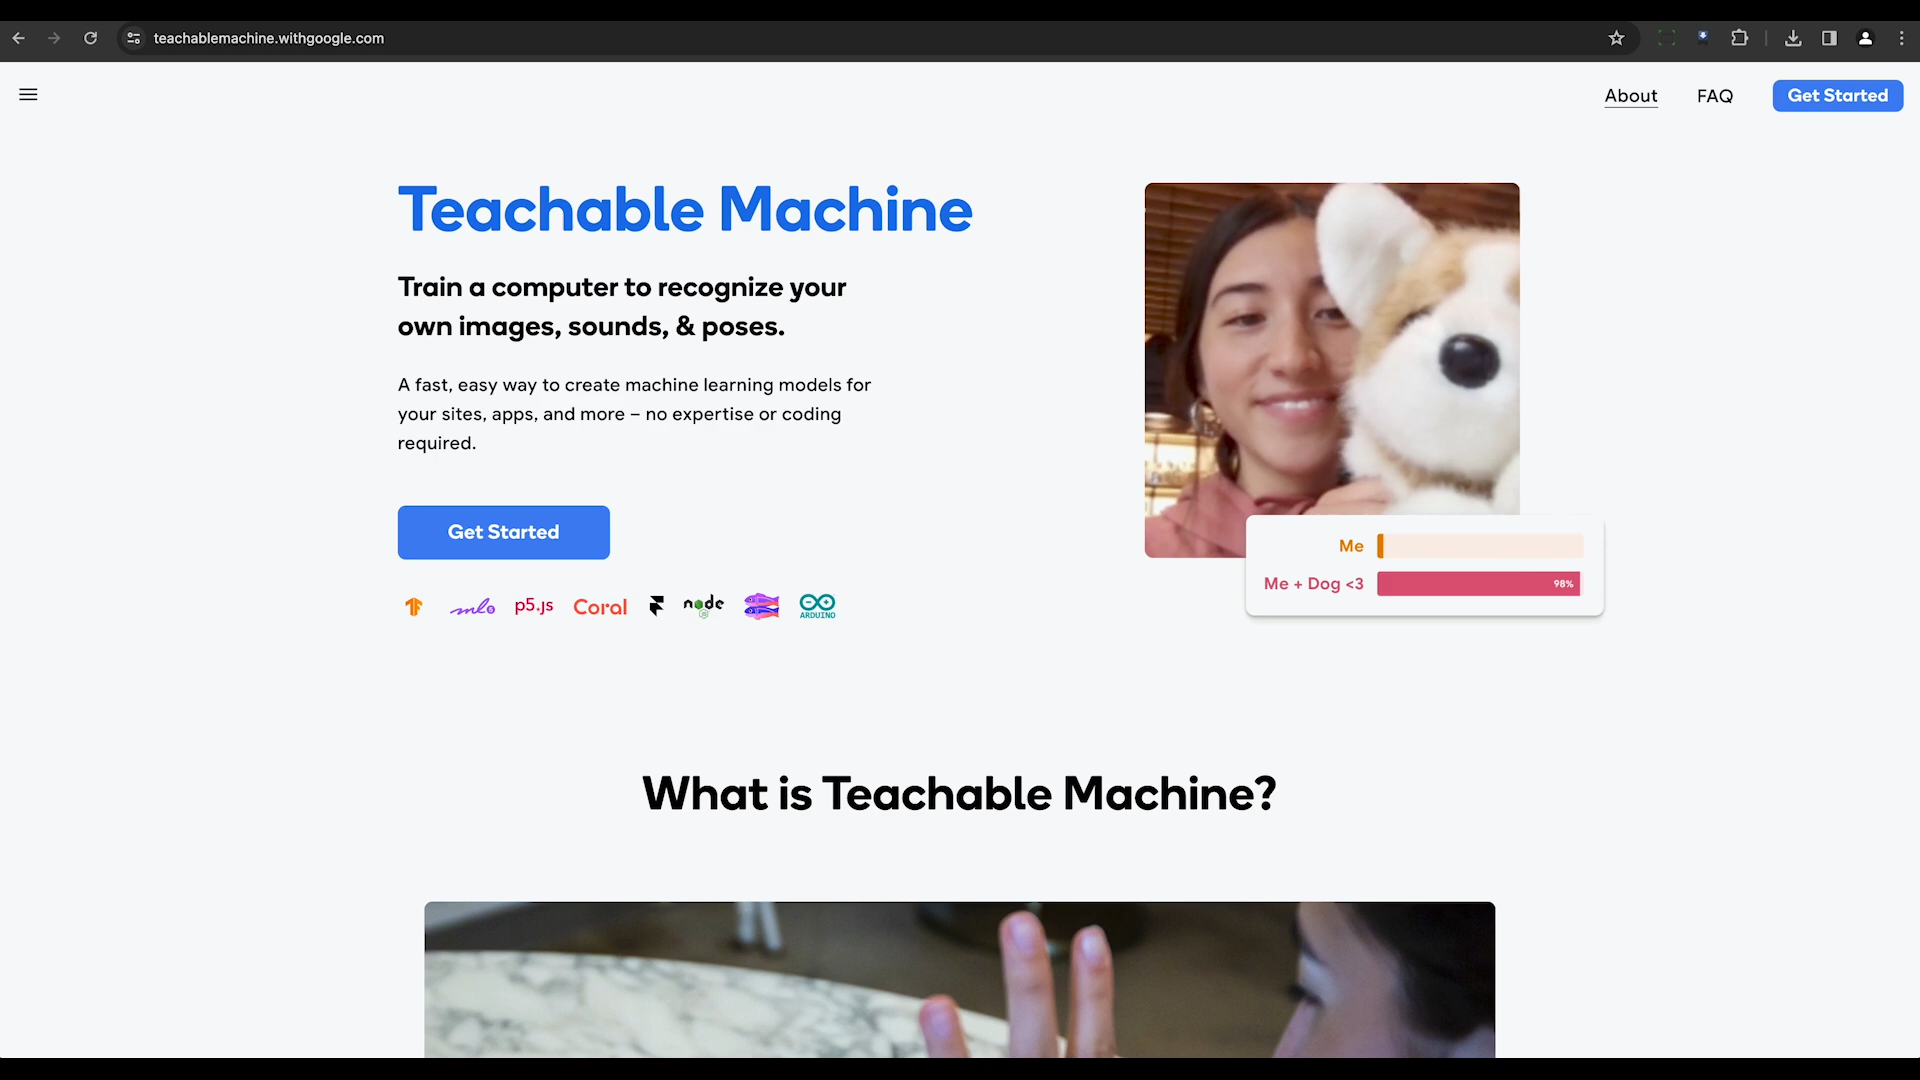 teachablemachine.withgoogle.com
About FAQ Get Started
Teachable Machine
Train a computer to recognize your
own images, sounds, & poses.
A fast, easy way to create machine learning models for
your sites, apps, and more – no expertise or coding
required.
Get Started
Me
Me + Dog <3 98%
ml5 p5.js Coral node ARDUINO
What is Teachable Machine?